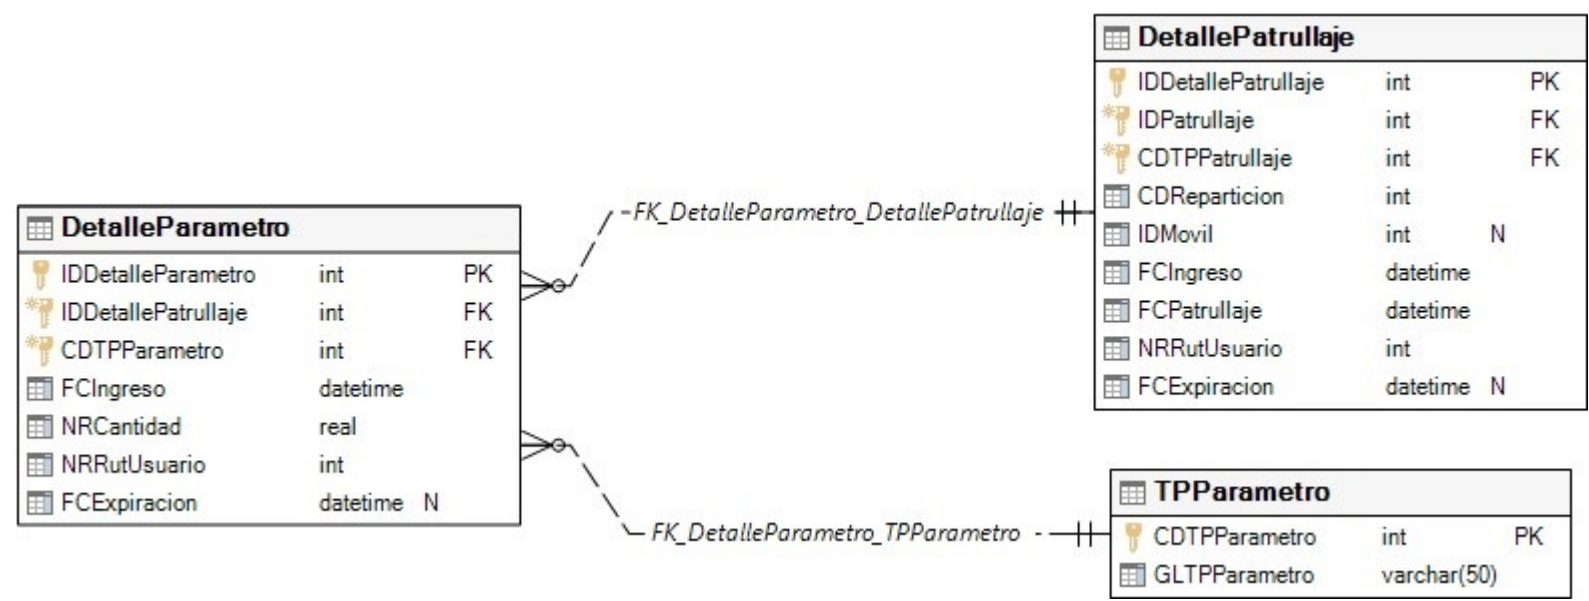 DetallePatrullaje
IDDetallePatrullaje int PK
IDPatrullaje int FK
CDTPPatrullaje int FK
CDReparticion int
IDMovil int N
FCIngreso datetime
FCPatrullaje datetime
NRRutUsuario int
FCExpiracion datetime N
FK_DetalleParametro_DetallePatrullaje
DetalleParametro
IDDetalleParametro int PK
IDDetallePatrullaje int FK
CDTPParametro int FK
FCIngreso datetime
NRCantidad real
NRRutUsuario int
FCExpiracion datetime N
FK_DetalleParametro_TPParametro
TPParametro
CDTPParametro int PK
GLTPParametro varchar(50)